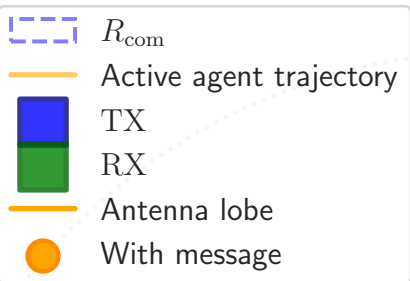 R_com
Active agent trajectory
TX
RX
Antenna lobe
With message